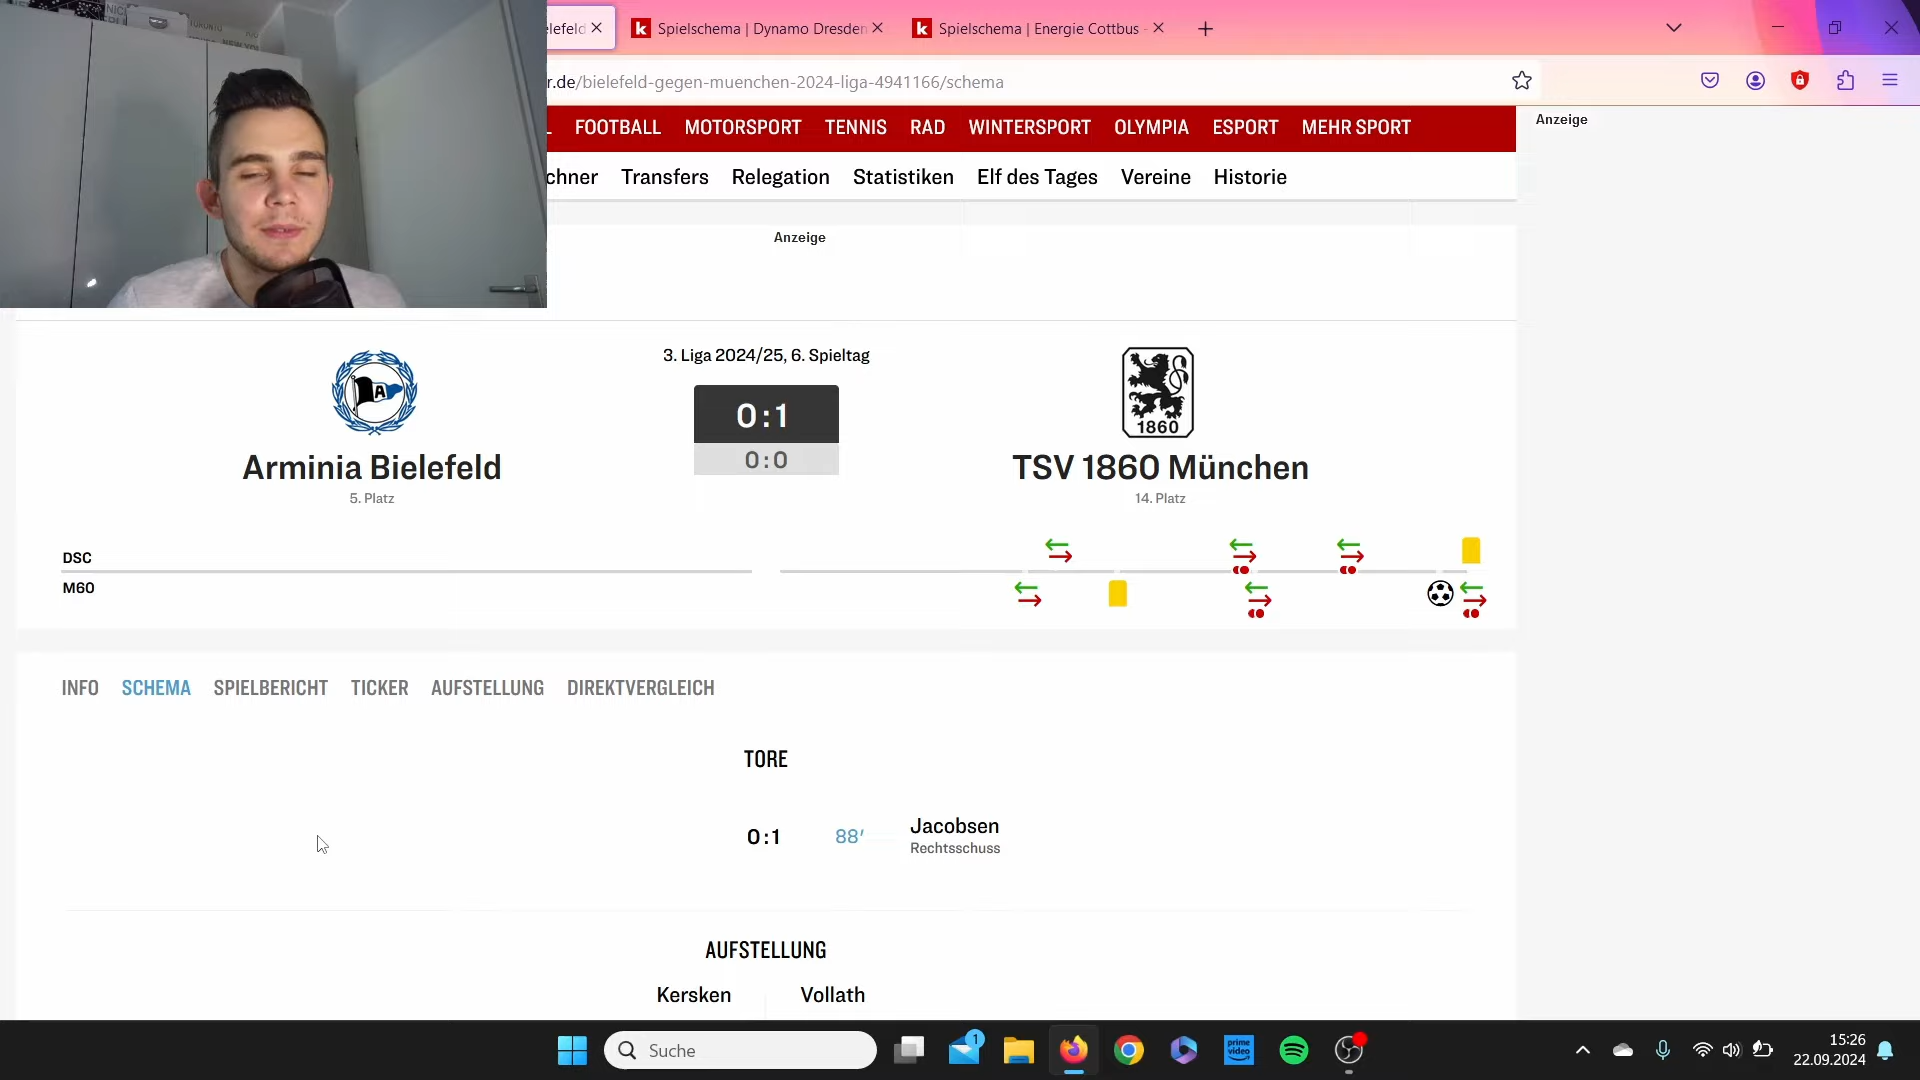 elefeld
Spielschema | Dynamo Dresden
Spielschema | Energie Cottbus -
r.de/bielefeld-gegen-muenchen-2024-liga-4941166/schema
FOOTBALL MOTORSPORT TENNIS RAD WINTERSPORT OLYMPIA ESPORT MEHR SPORT
Anzeige
chner Transfers Relegation Statistiken Elf des Tages Vereine Historie
Anzeige
3. Liga 2024/25, 6. Spieltag
0:1
0:0
1860
Arminia Bielefeld
5. Platz
TSV 1860 München
14. Platz
DSC
M60
INFO SCHEMA SPIELBERICHT TICKER AUFSTELLUNG DIREKTVERGLEICH
TORE
0:1 88' Jacobsen
Rechtsschuss
AUFSTELLUNG
Kersken Vollath
Suche
1
prime
video
15:26
22.09.2024